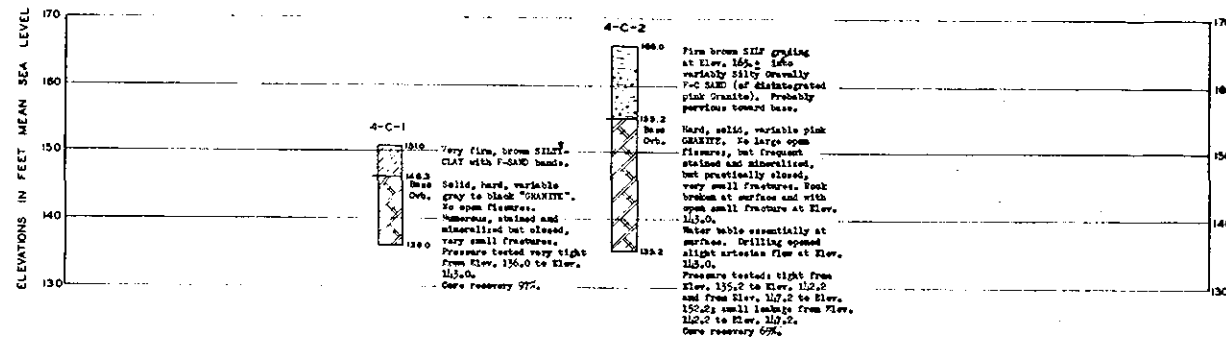 ELEVATIONS IN FEET MEAN SEA LEVEL
170
160
150
140
130
4-C-1
151.0
146.3
Base
Ovb.
136.0
Very firm, brown SILTY
CLAY with F-SAND bands.
Solid, hard, variable
gray to black "GRANITE".
No open fissures.
Numerous, stained and
mineralized but closed,
very small fractures.
Pressure tested very tight
from Elev. 136.0 to Elev.
143.0.
Core recovery 97%.
4-C-2
166.0
155.2
Base
Ovb.
135.2
Firm brown SILT grading
at Elev. 165.± into
variably Silty Gravelly
F-C SAND (of disintegrated
pink Granite). Probably
pervious toward base.
Hard, solid, variable pink
GRANITE. No large open
fissures, but frequent
stained and mineralized,
but practically closed,
very small fractures. Rock
broken at surface and with
open small fracture at Elev.
143.0.
Water table essentially at
surface. Drilling opened
slight artesian flow at Elev.
143.0.
Pressure tested: tight from
Elev. 135.2 to Elev. 142.2
and from Elev. 147.2 to Elev.
152.2; small leakage from Elev.
142.2 to Elev. 147.2.
Core recovery 69%.
170
160
150
140
130